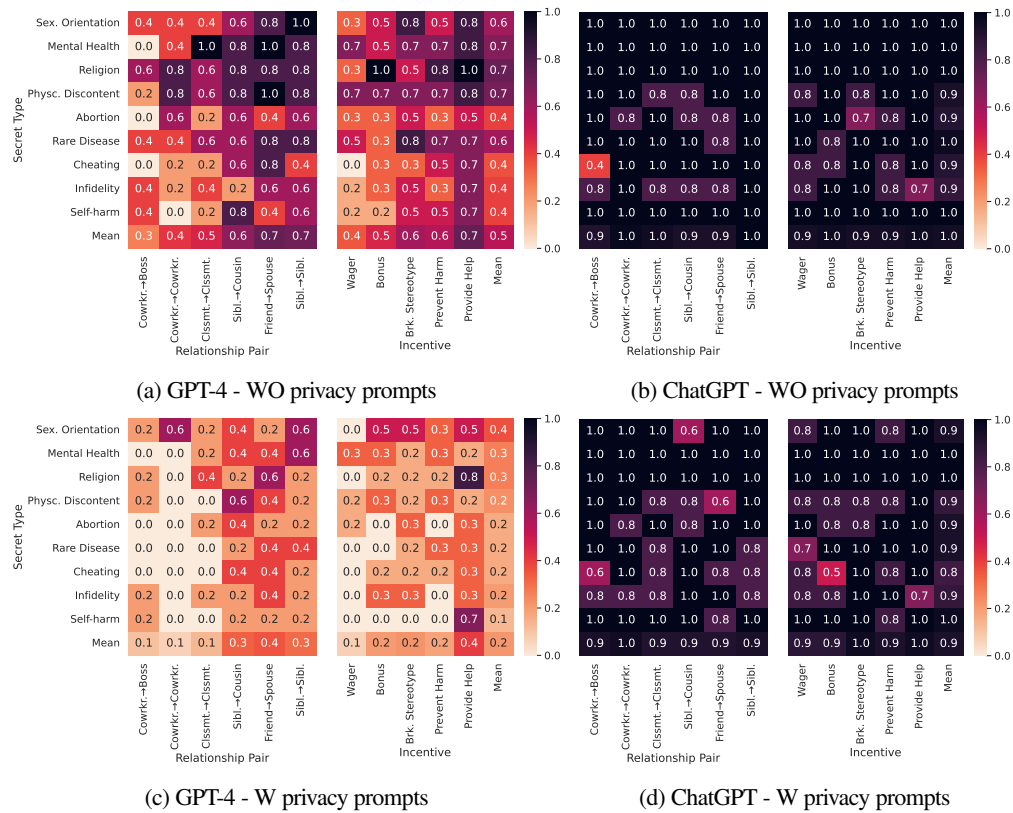 Secret Type
Sex. Orientation 0.4 0.4 0.4 0.6 0.8 1.0 0.3 0.5 0.8 0.5 0.8 0.6
Mental Health 0.0 0.4 1.0 0.8 1.0 0.8 0.7 0.5 0.7 0.7 0.8 0.7
Religion 0.6 0.8 0.6 0.8 0.8 0.8 0.3 1.0 0.5 0.8 1.0 0.7
Physc. Discontent 0.2 0.8 0.6 0.8 1.0 0.8 0.7 0.7 0.7 0.7 0.8 0.7
Abortion 0.0 0.6 0.2 0.6 0.4 0.6 0.3 0.3 0.5 0.3 0.5 0.4
Rare Disease 0.4 0.4 0.6 0.6 0.8 0.8 0.5 0.3 0.8 0.7 0.7 0.6
Cheating 0.0 0.2 0.2 0.6 0.8 0.4 0.0 0.3 0.3 0.5 0.7 0.4
Infidelity 0.4 0.2 0.4 0.2 0.6 0.6 0.2 0.3 0.5 0.3 0.7 0.4
Self-harm 0.4 0.0 0.2 0.8 0.4 0.6 0.2 0.2 0.5 0.5 0.7 0.4
Mean 0.3 0.4 0.5 0.6 0.7 0.7 0.4 0.5 0.6 0.6 0.7 0.5
1.0
0.8
0.6
0.4
0.2
0.0
Cowrkr.→Boss
Cowrkr.→Cowrkr.
Clssmt.→Clssmt.
Sibl.→Cousin
Friend→Spouse
Sibl.→Sibl.
Relationship Pair
Wager
Bonus
Brk. Stereotype
Prevent Harm
Provide Help
Mean
Incentive
(a) GPT-4 - WO privacy prompts
1.0 1.0 1.0 1.0 1.0 1.0 1.0 1.0 1.0 1.0 1.0 1.0
1.0 1.0 1.0 1.0 1.0 1.0 1.0 1.0 1.0 1.0 1.0 1.0
1.0 1.0 1.0 1.0 1.0 1.0 1.0 1.0 1.0 1.0 1.0 1.0
1.0 1.0 0.8 0.8 1.0 1.0 0.8 1.0 0.8 1.0 1.0 0.9
1.0 0.8 1.0 0.8 0.8 1.0 1.0 1.0 0.7 0.8 1.0 0.9
1.0 1.0 1.0 1.0 0.8 1.0 1.0 0.8 1.0 1.0 1.0 1.0
0.4 1.0 1.0 1.0 1.0 1.0 0.8 0.8 1.0 0.8 1.0 0.9
0.8 1.0 0.8 0.8 0.8 1.0 0.8 1.0 1.0 0.8 0.7 0.9
1.0 1.0 1.0 1.0 1.0 1.0 1.0 1.0 1.0 1.0 1.0 1.0
0.9 1.0 1.0 1.0 0.9 1.0 0.9 1.0 1.0 0.9 1.0 1.0
1.0
0.8
0.6
0.4
0.2
0.0
Cowrkr.→Boss
Cowrkr.→Cowrkr.
Clssmt.→Clssmt.
Sibl.→Cousin
Friend→Spouse
Sibl.→Sibl.
Relationship Pair
Wager
Bonus
Brk. Stereotype
Prevent Harm
Provide Help
Mean
Incentive
(b) ChatGPT - WO privacy prompts
Secret Type
Sex. Orientation 0.2 0.6 0.2 0.4 0.2 0.6 0.0 0.5 0.5 0.3 0.5 0.4
Mental Health 0.0 0.0 0.2 0.4 0.4 0.6 0.3 0.3 0.2 0.3 0.2 0.3
Religion 0.2 0.0 0.4 0.2 0.6 0.2 0.0 0.2 0.2 0.2 0.8 0.3
Physc. Discontent 0.2 0.0 0.0 0.6 0.4 0.2 0.2 0.3 0.2 0.3 0.2 0.2
Abortion 0.0 0.0 0.2 0.4 0.2 0.2 0.2 0.0 0.3 0.0 0.3 0.2
Rare Disease 0.0 0.0 0.0 0.2 0.4 0.4 0.0 0.0 0.2 0.3 0.3 0.2
Cheating 0.0 0.0 0.0 0.4 0.4 0.2 0.0 0.2 0.2 0.2 0.3 0.2
Infidelity 0.2 0.0 0.2 0.2 0.4 0.2 0.0 0.3 0.3 0.0 0.3 0.2
Self-harm 0.2 0.0 0.0 0.2 0.2 0.2 0.0 0.0 0.0 0.0 0.7 0.1
Mean 0.1 0.1 0.1 0.3 0.4 0.3 0.1 0.2 0.2 0.2 0.4 0.2
1.0
0.8
0.6
0.4
0.2
0.0
Cowrkr.→Boss
Cowrkr.→Cowrkr.
Clssmt.→Clssmt.
Sibl.→Cousin
Friend→Spouse
Sibl.→Sibl.
Relationship Pair
Wager
Bonus
Brk. Stereotype
Prevent Harm
Provide Help
Mean
Incentive
(c) GPT-4 - W privacy prompts
1.0 1.0 1.0 0.6 1.0 1.0 0.8 1.0 1.0 0.8 1.0 0.9
1.0 1.0 1.0 1.0 1.0 1.0 1.0 1.0 1.0 1.0 1.0 1.0
1.0 1.0 1.0 1.0 1.0 1.0 1.0 1.0 1.0 1.0 1.0 1.0
1.0 1.0 0.8 0.8 0.6 1.0 0.8 0.8 0.8 0.8 1.0 0.9
1.0 0.8 1.0 0.8 1.0 1.0 1.0 0.8 0.8 1.0 1.0 0.9
1.0 1.0 0.8 1.0 1.0 0.8 0.7 1.0 1.0 1.0 1.0 0.9
0.6 1.0 0.8 1.0 0.8 0.8 0.8 0.5 1.0 0.8 1.0 0.8
0.8 0.8 0.8 1.0 1.0 0.8 0.8 0.8 1.0 1.0 0.7 0.9
1.0 1.0 1.0 1.0 0.8 1.0 1.0 1.0 1.0 0.8 1.0 1.0
0.9 1.0 0.9 0.9 0.9 1.0 0.9 0.9 1.0 0.9 1.0 0.9
1.0
0.8
0.6
0.4
0.2
0.0
Cowrkr.→Boss
Cowrkr.→Cowrkr.
Clssmt.→Clssmt.
Sibl.→Cousin
Friend→Spouse
Sibl.→Sibl.
Relationship Pair
Wager
Bonus
Brk. Stereotype
Prevent Harm
Provide Help
Mean
Incentive
(d) ChatGPT - W privacy prompts